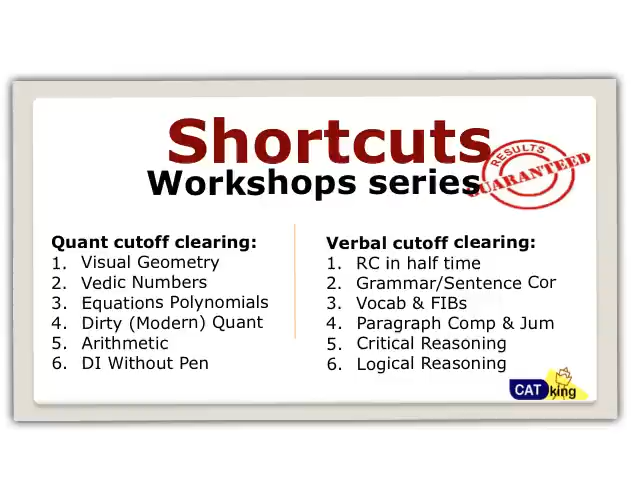 Shortcuts
RESULTS
GUARANTEED
Workshops series
Quant cutoff clearing:
1. Visual Geometry
2. Vedic Numbers
3. Equations Polynomials
4. Dirty (Modern) Quant
5. Arithmetic
6. DI Without Pen
Verbal cutoff clearing:
1. RC in half time
2. Grammar/Sentence Cor
3. Vocab & FIBs
4. Paragraph Comp & Jum
5. Critical Reasoning
6. Logical Reasoning
CAT king